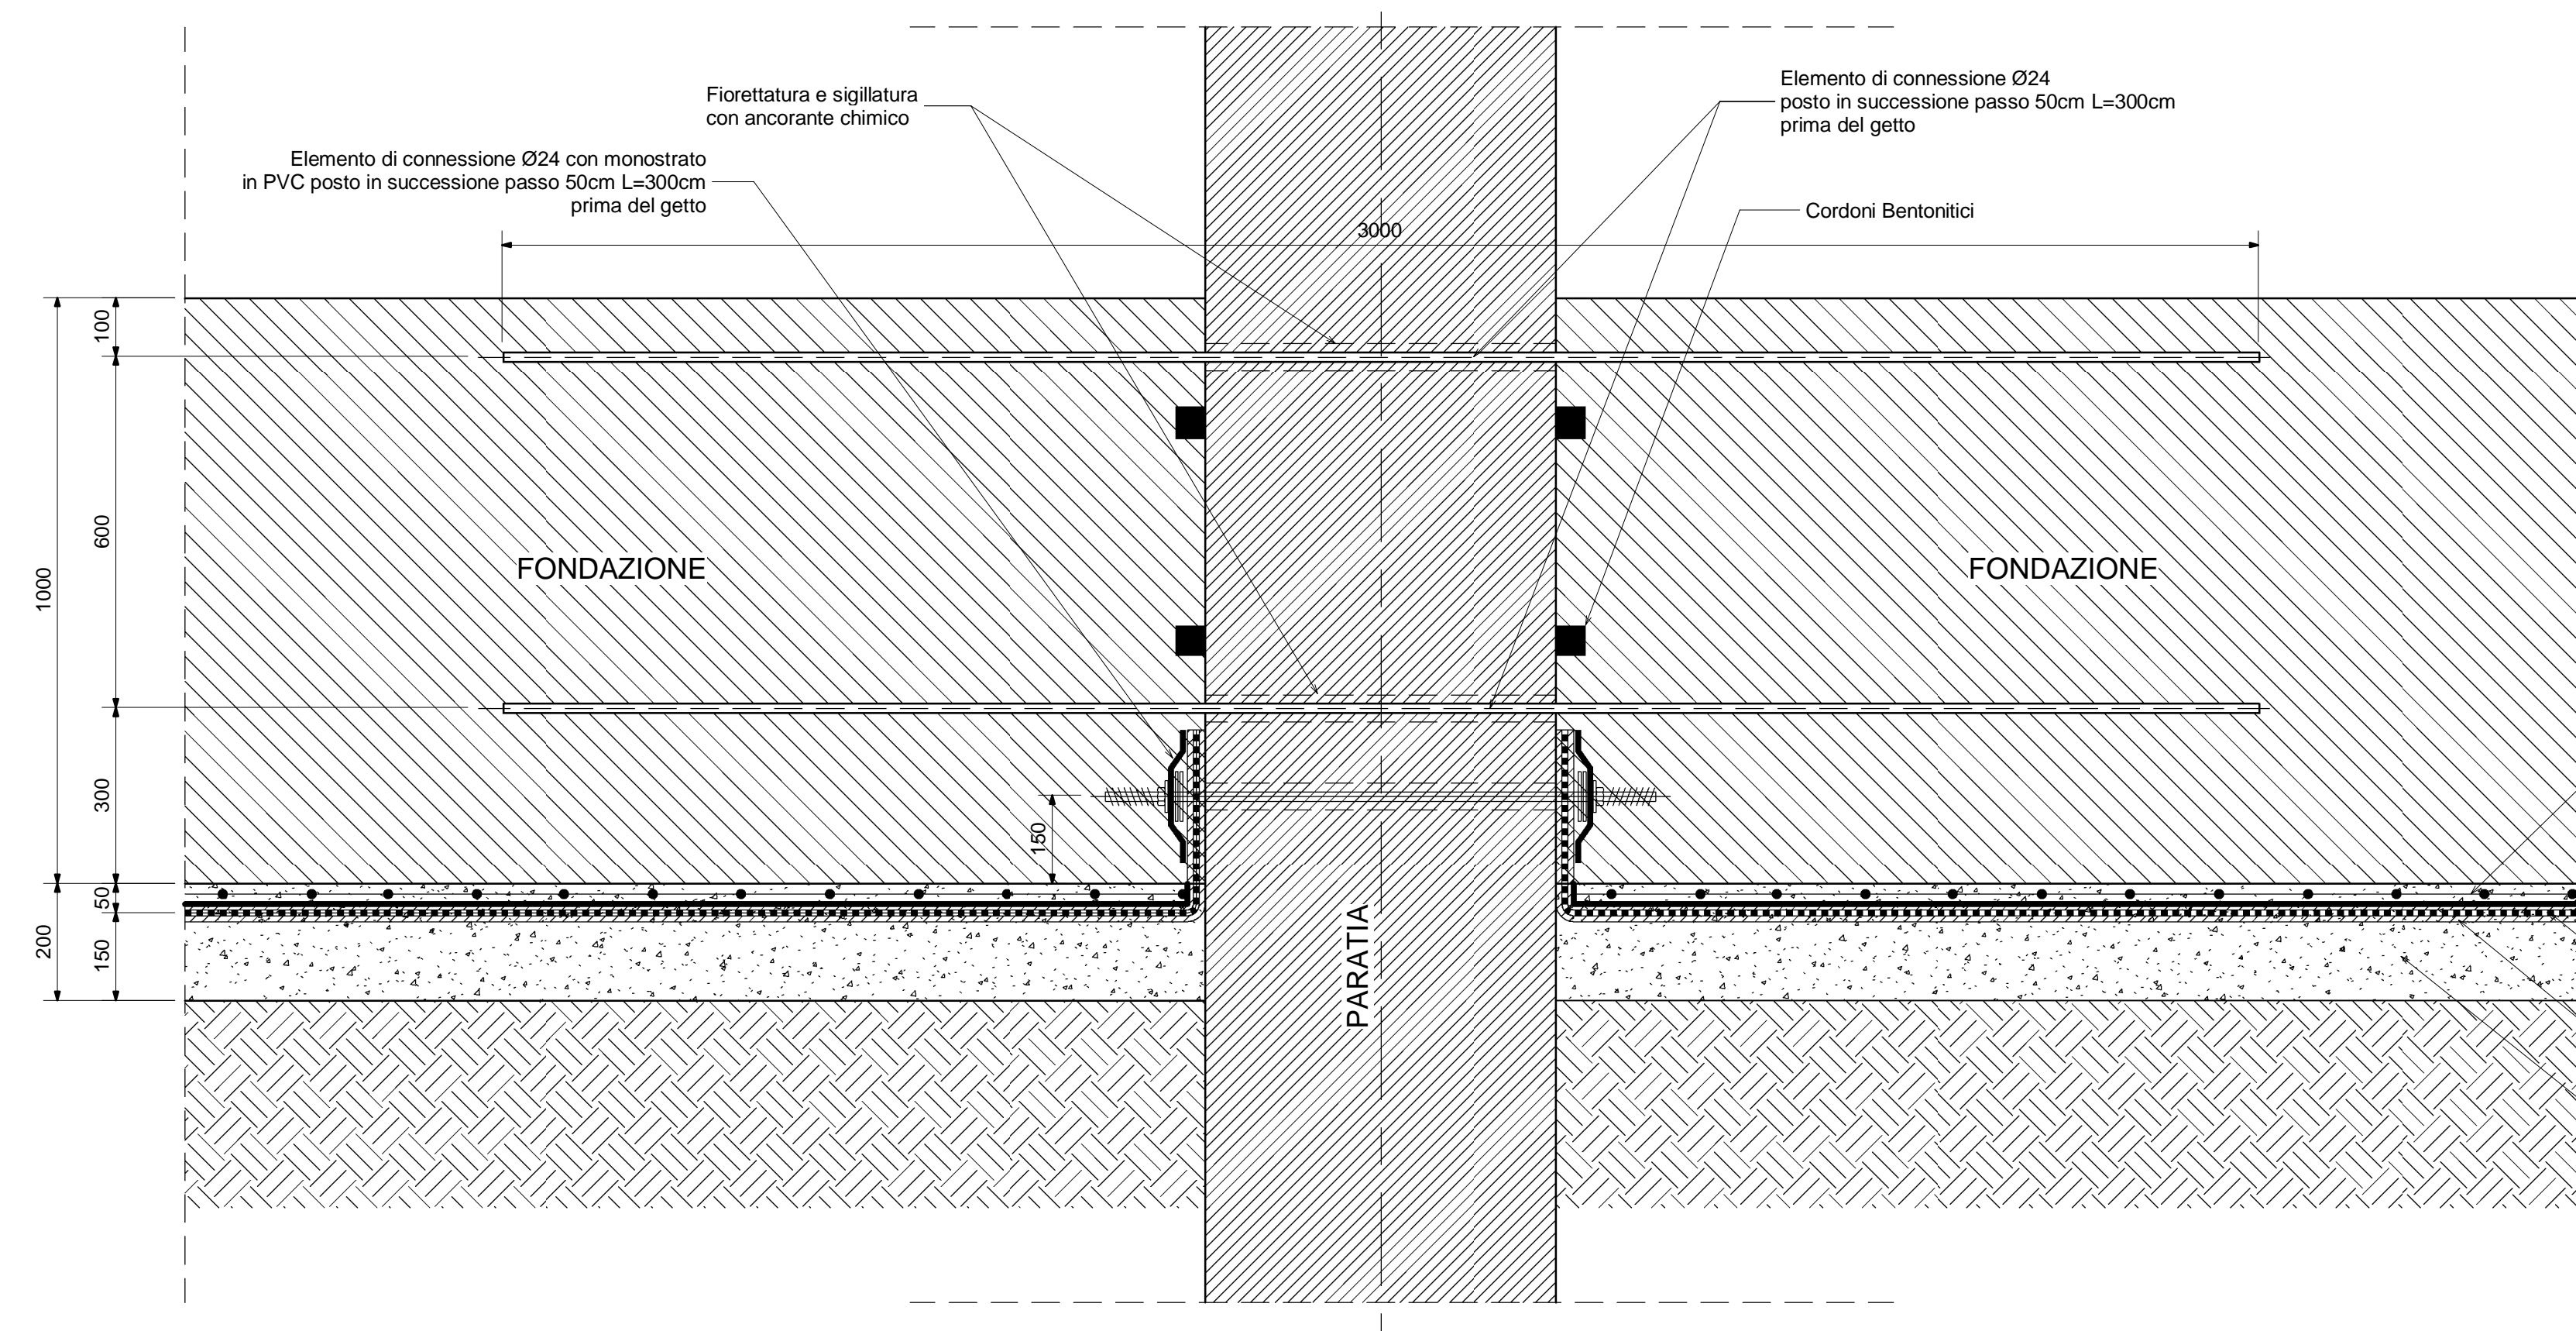 Fiorettatura e sigillatura
con ancorante chimico
Elemento di connessione Ø24 con monostrato
in PVC posto in successione passo 50cm L=300cm
prima del getto
Elemento di connessione Ø24
posto in successione passo 50cm L=300cm
prima del getto
Cordoni Bentonitici
3000
100
600
1000
FONDAZIONE
FONDAZIONE
300
150
50
200
150
PARATIA